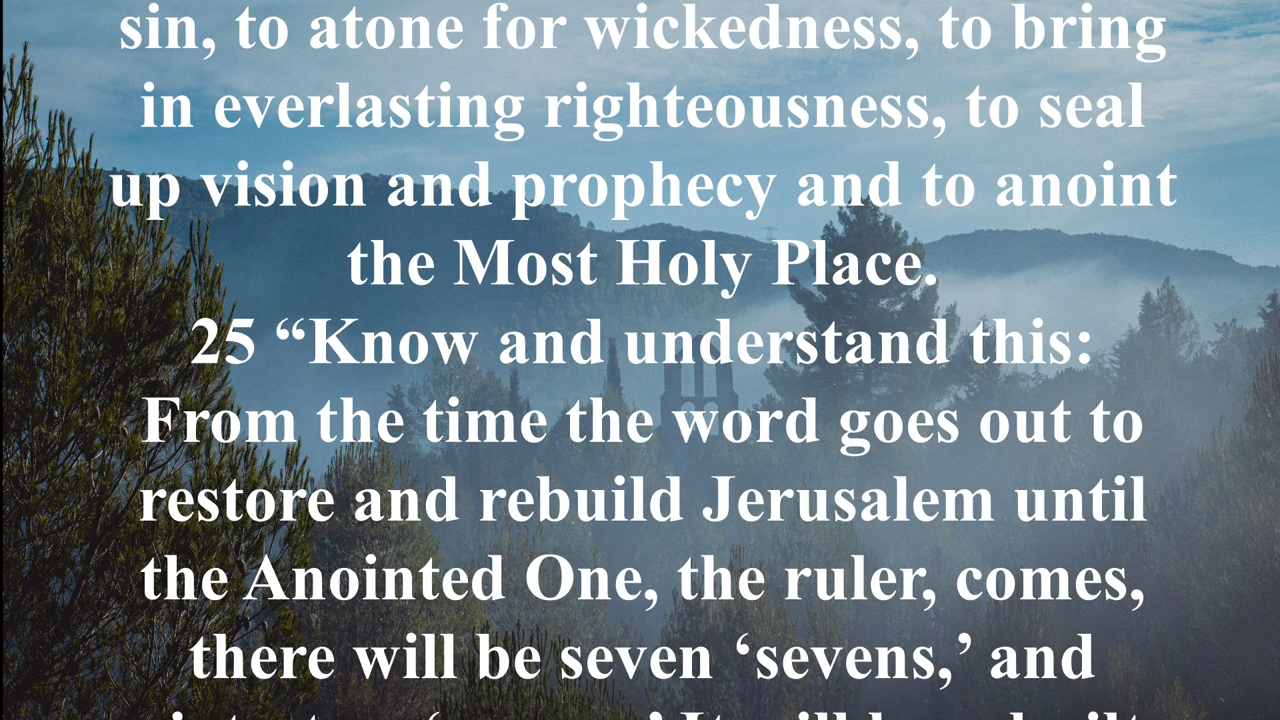 sin, to atone for wickedness, to bring
in everlasting righteousness, to seal
up vision and prophecy and to anoint
the Most Holy Place.
25 “Know and understand this:
From the time the word goes out to
restore and rebuild Jerusalem until
the Anointed One, the ruler, comes,
there will be seven ‘sevens,’ and